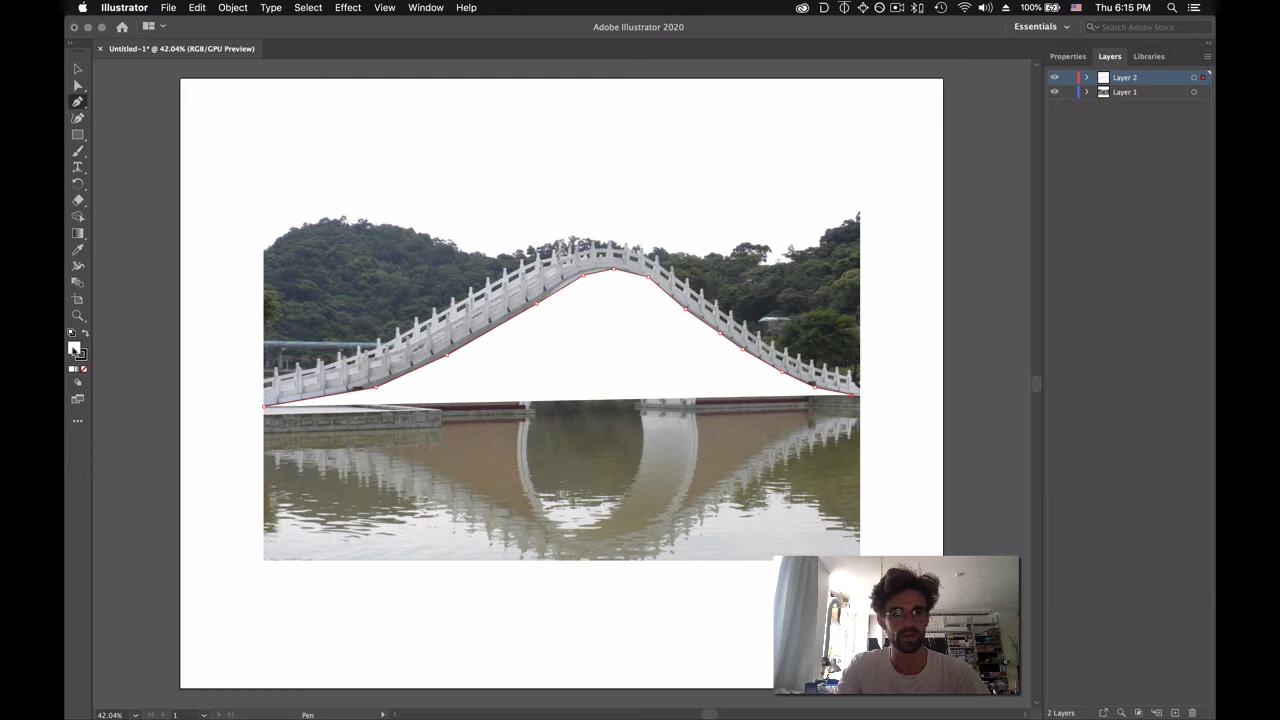 Illustrator File Edit Object Type Select Effect View Window Help 100% Thu 6:15 PM
Adobe Illustrator 2020 Essentials Search Adobe Stock
Untitled-1* @ 42.04% (RGB/GPU Preview)
Properties Layers Libraries
Layer 2
Layer 1
42.04% 1 Pen 2 Layers